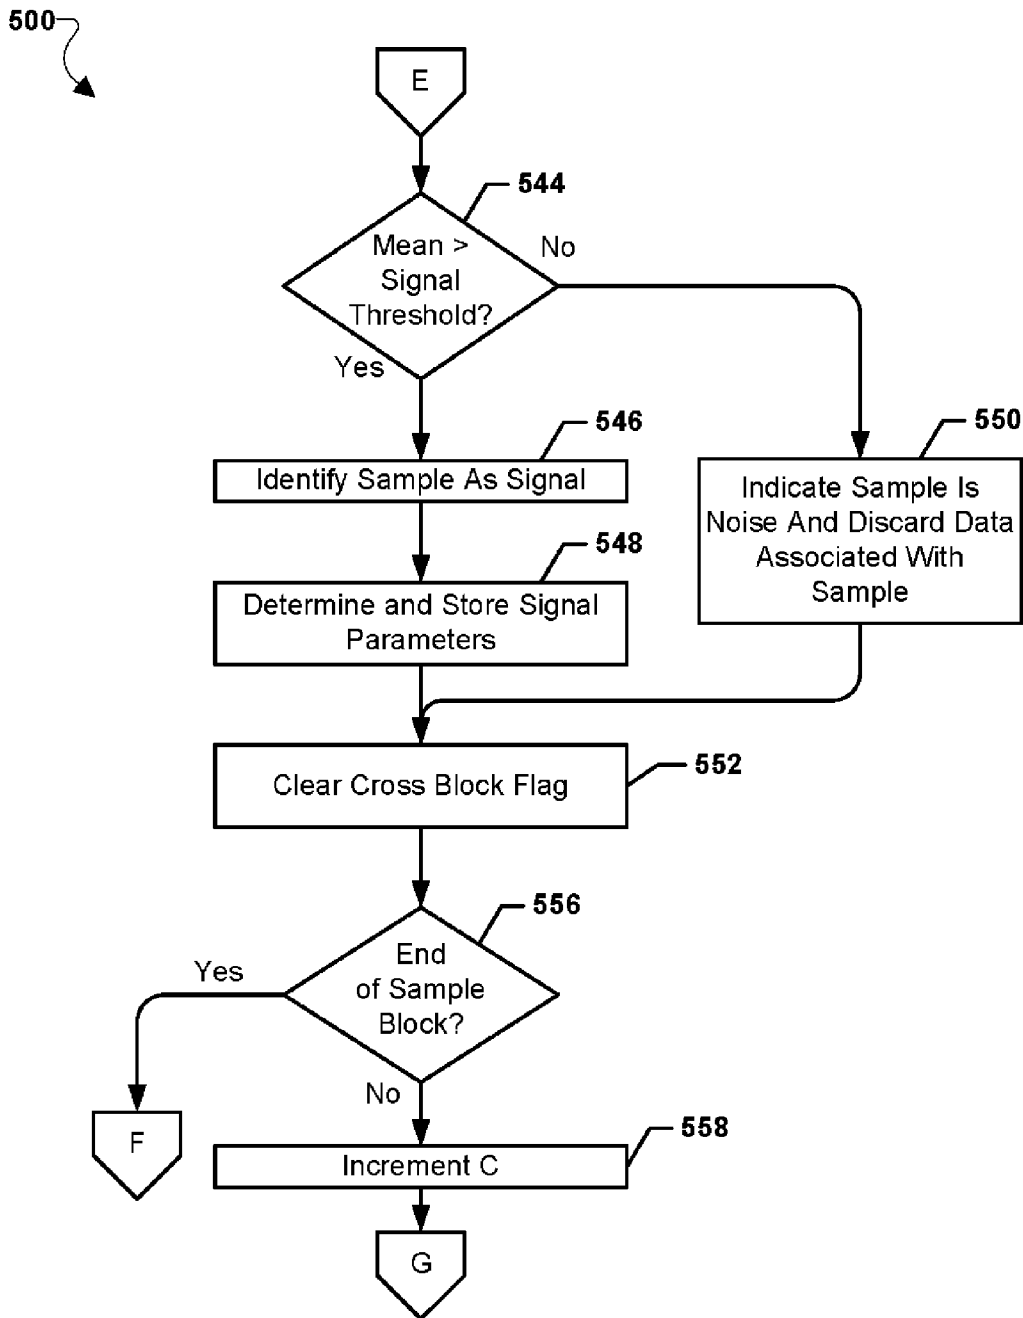 500
E
544
Mean >
Signal
Threshold?
No
Yes
546
Identify Sample As Signal
550
Indicate Sample Is
Noise And Discard Data
Associated With
Sample
548
Determine and Store Signal
Parameters
552
Clear Cross Block Flag
556
End
of Sample
Block?
Yes
No
F
558
Increment C
G